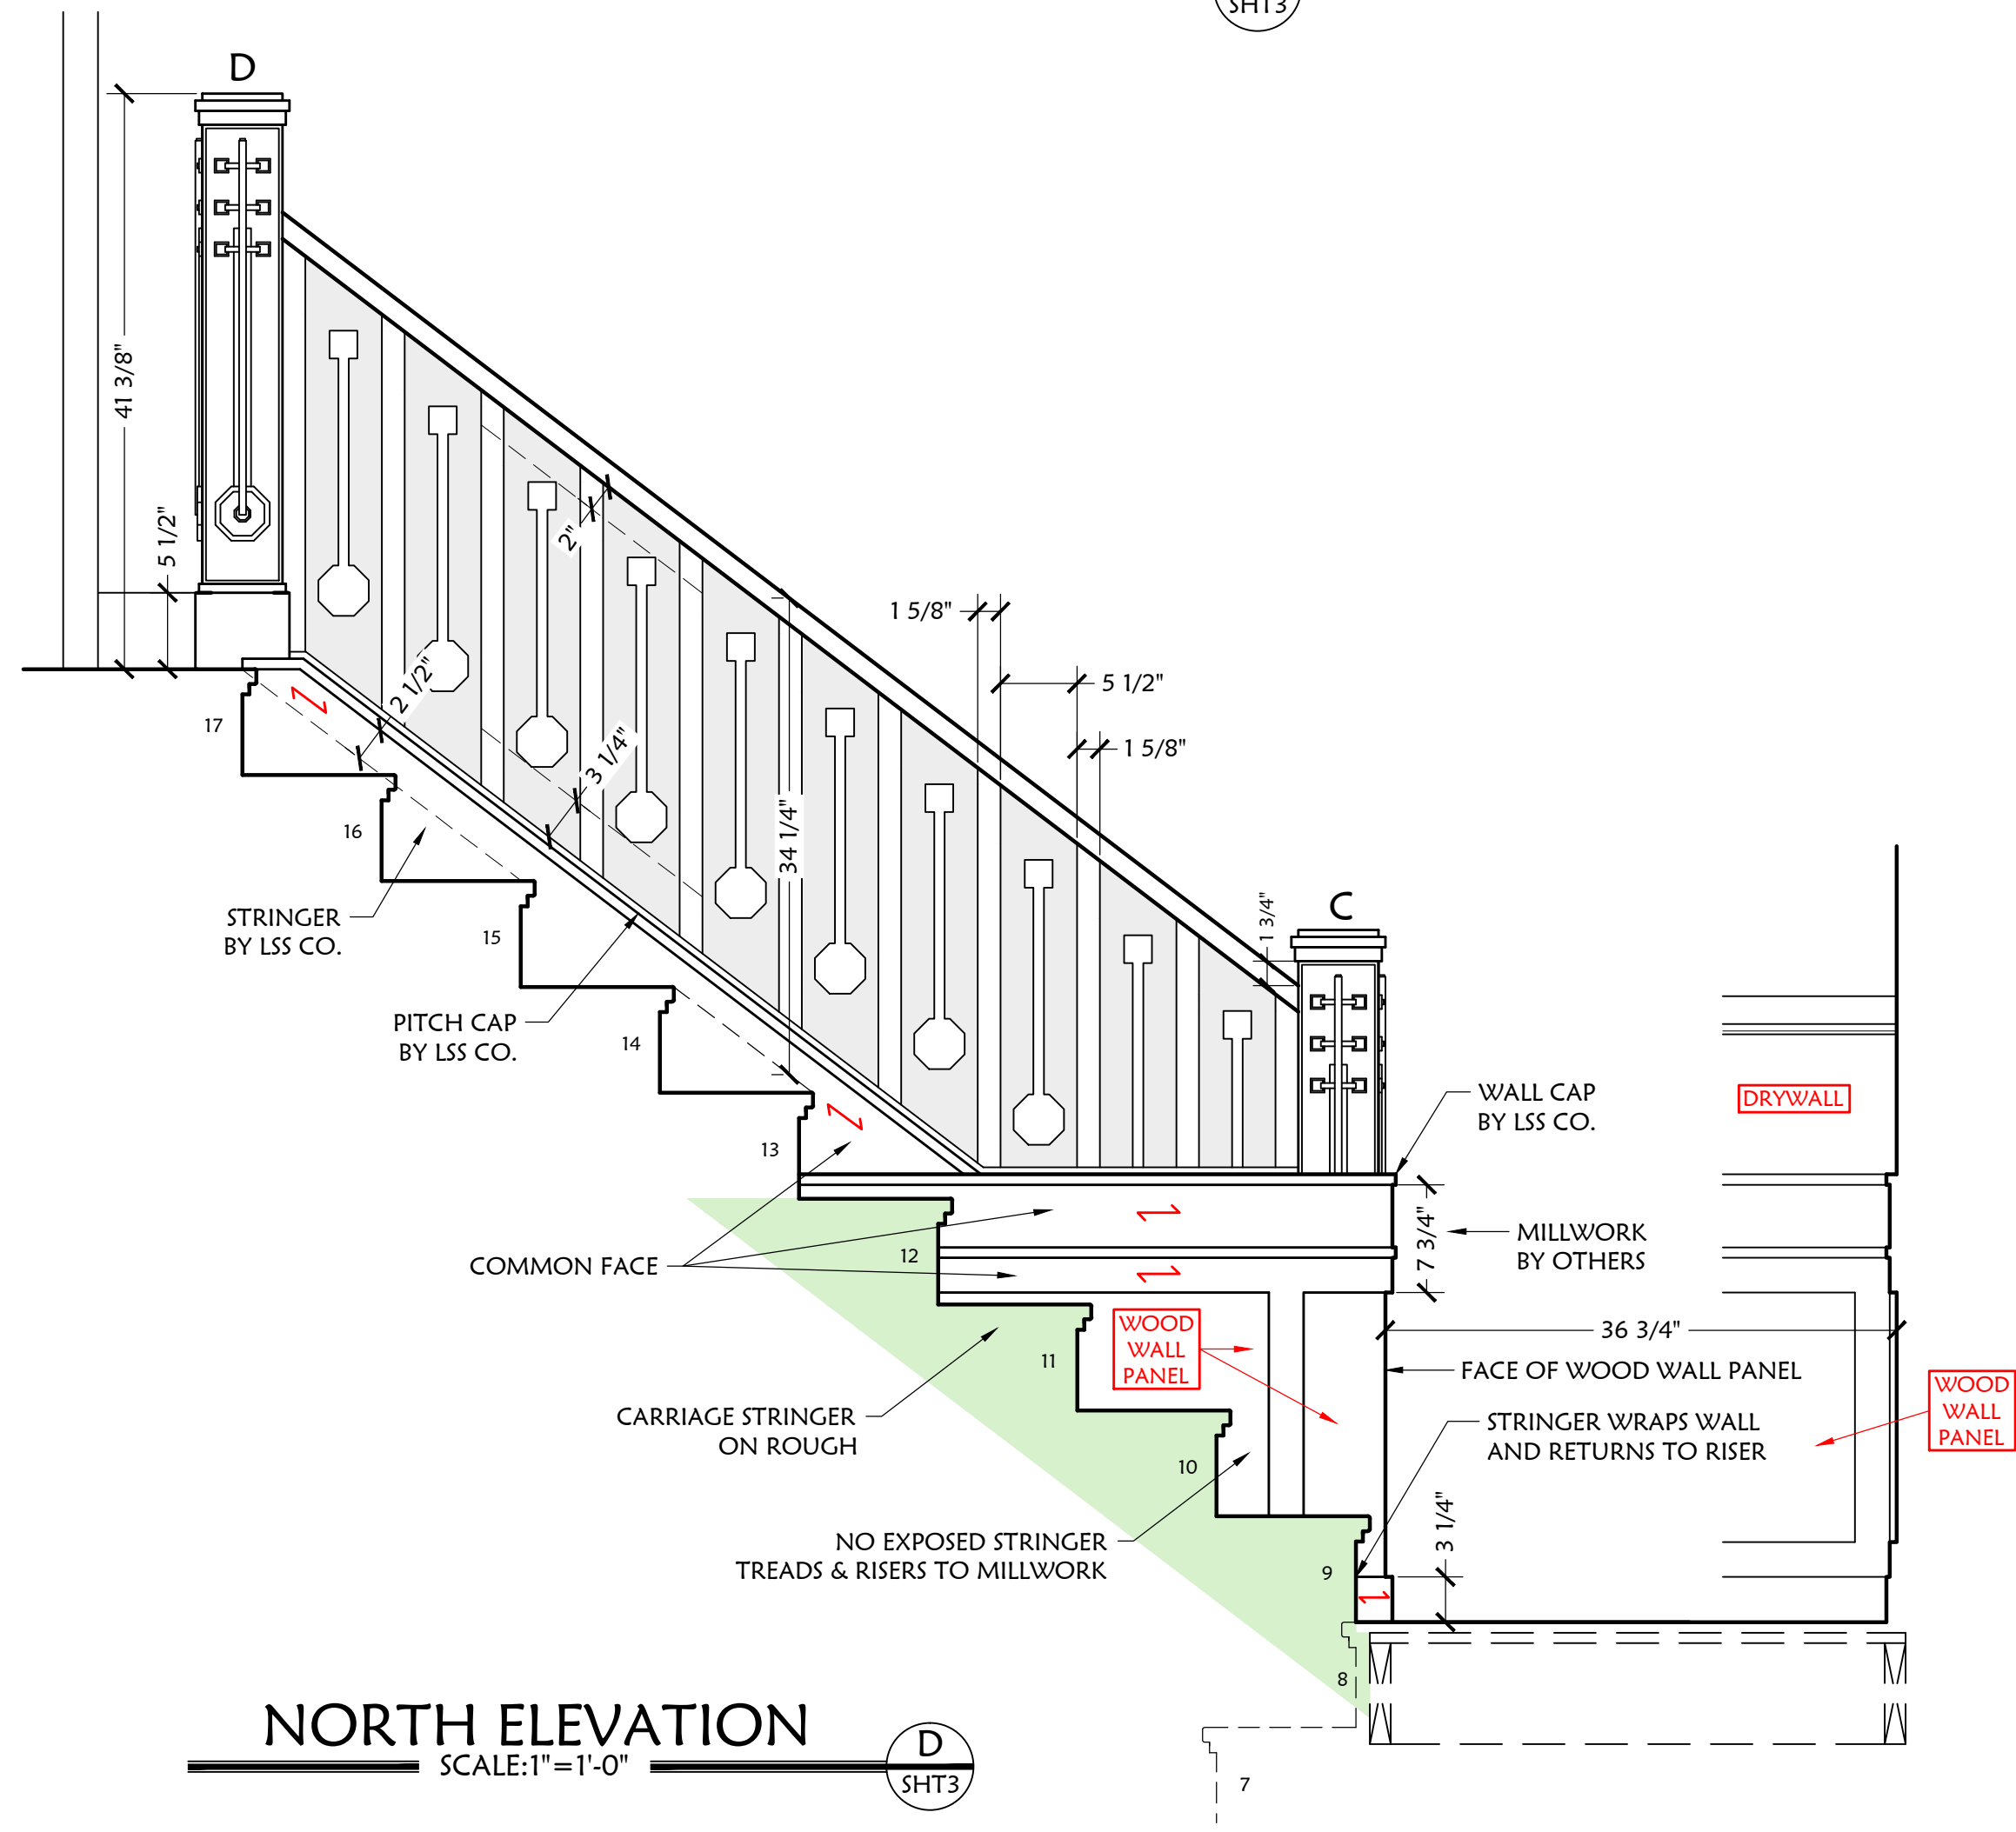 SHT3
D
41 3/8"
5 1/2"
2"
1 5/8"
5 1/2"
1 5/8"
2 1/2"
3 1/4"
34 1/4"
17
16
15
14
13
12
11
10
9
8
7
STRINGER
BY LSS CO.
PITCH CAP
BY LSS CO.
1 3/4"
C
WALL CAP
BY LSS CO.
DRYWALL
COMMON FACE
7 3/4"
MILLWORK
BY OTHERS
WOOD
WALL
PANEL
36 3/4"
FACE OF WOOD WALL PANEL
WOOD
WALL
PANEL
CARRIAGE STRINGER
ON ROUGH
STRINGER WRAPS WALL
AND RETURNS TO RISER
3 1/4"
NO EXPOSED STRINGER
TREADS & RISERS TO MILLWORK
NORTH ELEVATION
SCALE:1"=1'-0"
D
SHT3